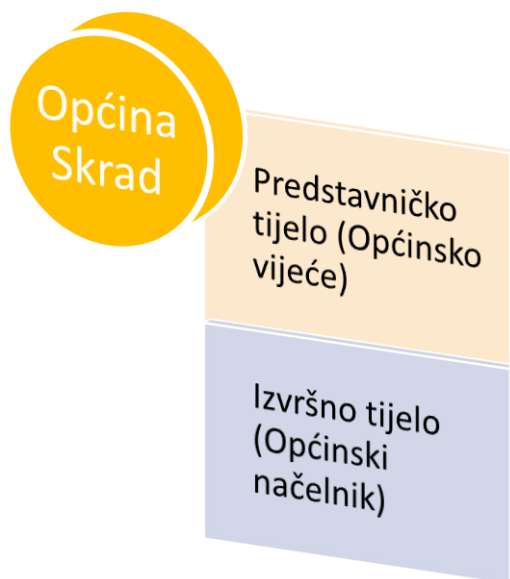 Općina
Skrad
Predstavničko
tijelo (Općinsko
vijeće)
Izvršno tijelo
(Općinski
načelnik)